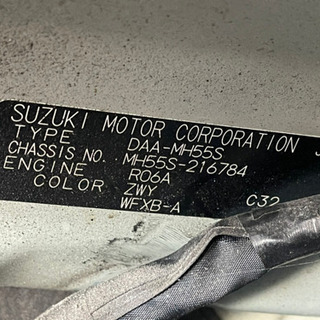 SUZUKI MOTOR CORPORATION
TYPE DAA-MH55S
CHASSIS NO. MH55S-216784
ENGINE R06A
COLOR ZWY
WFXB-A C32